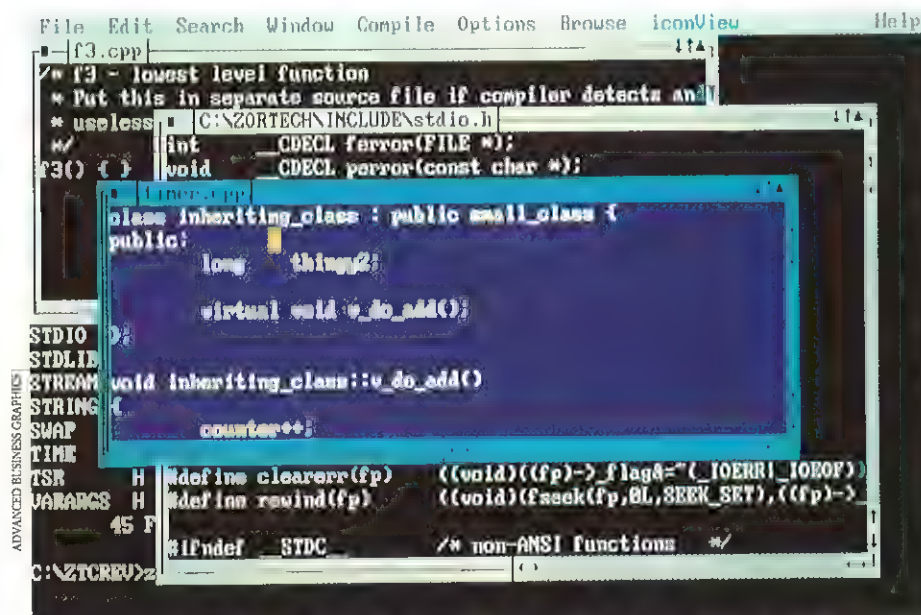 File Edit Search Window Compile Options Browse iconView Help
f3.cpp
/* f3 - lowest level function
* Put this in separate source file if compiler detects and
* useless
*/
f3() { }
C:\ZORTECH\INCLUDE\stdio.h
int __CDECL ferror(FILE *);
void __CDECL perror(const char *);
timer.cpp
class inheriting_class : public small_class {
public:
long thingy2;
virtual void v_do_add();
};
void inheriting_class::v_do_add()
{
counter++;
STDIO
STDLIB
STREAM
STRING
SWAP
TIME
TSR H
VARARGS H
45 F
C:\ZTCREV>z
#define clearerr(fp) ((void)((fp)->_flag&=~(_IOERR|_IOEOF))
#define rewind(fp) ((void)(fseek(fp,0L,SEEK_SET),((fp)->_
#ifndef __STDC__ /* non-ANSI functions */
ADVANCED BUSINESS GRAPHICS